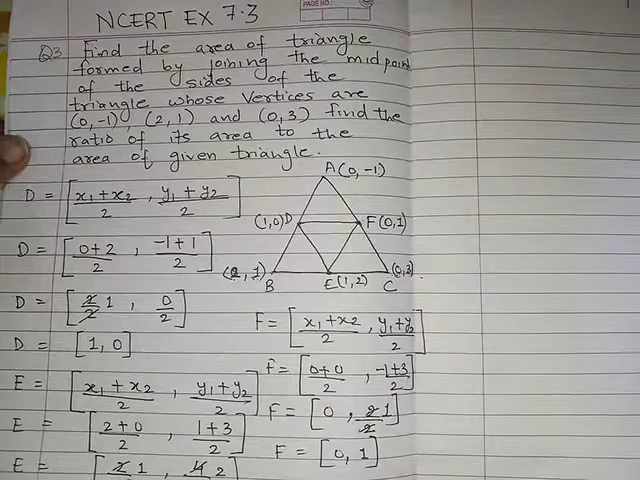 PAGE NO.:
NCERT EX 7.3
Q3 Find the area of triangle
formed by joining the midpoint
of the sides of the
triangle whose vertices are
(0,-1), (2,1) and (0,3) find the
ratio of its area to the
area of given triangle.
D = [x₁+x₂/2, y₁+y₂/2]
D = [0+2/2, -1+1/2]
D = [2/2 1, 0/2]
D = [1, 0]
E = [x₁+x₂/2, y₁+y₂/2]
E = [2+0/2, 1+3/2]
E = [2 1, 4 2
A(0,-1)
(1,0)D
F(0,1)
(2,1)
B
E(1,2)
C
(0,3)
F = [x₁+x₂/2, y₁+y₂/2]
F = [0+0/2, -1+3/2]
F = [0, 2 1/2]
F = [0, 1]